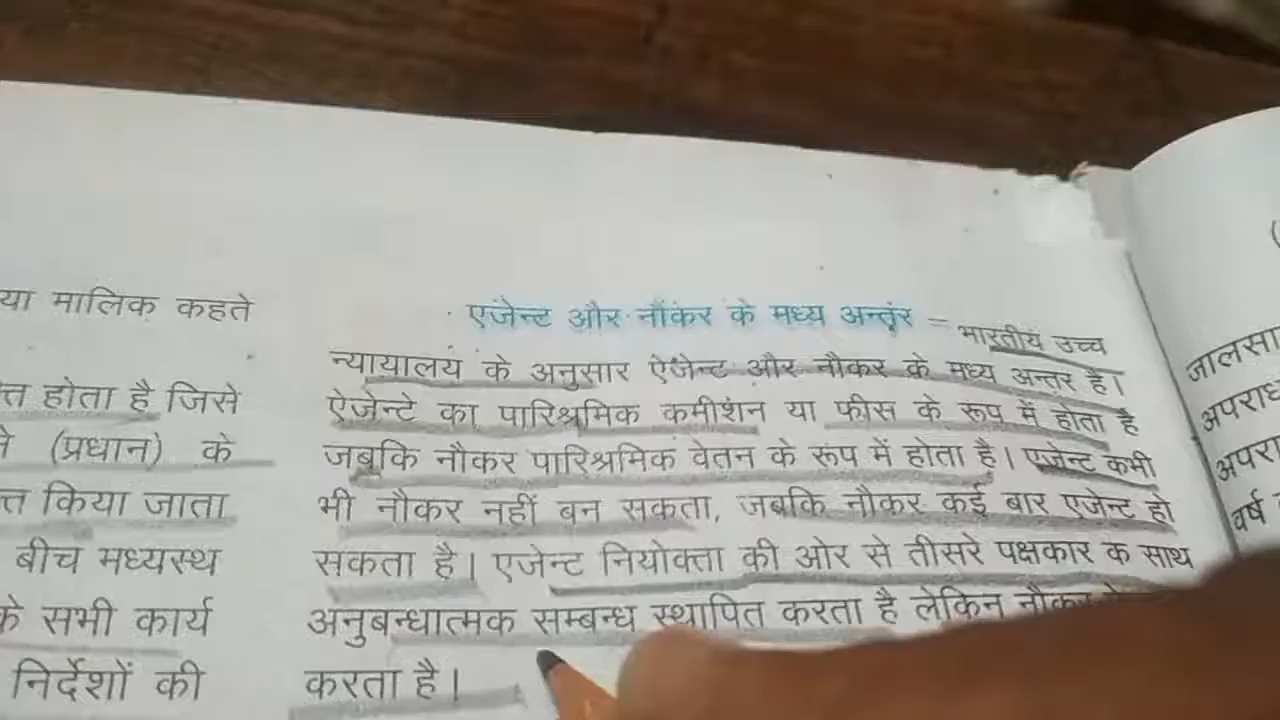 या मालिक कहते
त्त होता है जिसे
ने (प्रधान) के
त्त किया जाता
बीच मध्यस्थ
के सभी कार्य
निर्देशों की
एजेन्ट और नौकर के मध्य अन्तर = भारतीय उच्च
न्यायालय के अनुसार ऐजेन्ट और नौकर के मध्य अन्तर है।
ऐजेन्टे का पारिश्रमिक कमीशन या फीस के रूप में होता है
जबकि नौकर पारिश्रमिक वेतन के रूप में होता है। एजेन्ट कभी
भी नौकर नहीं बन सकता, जबकि नौकर कई बार एजेन्ट हो
सकता है। एजेन्ट नियोक्ता की ओर से तीसरे पक्षकार के साथ
अनुबन्धात्मक सम्बन्ध स्थापित करता है लेकिन नौकर
करता है।
जालसा
अपराध
अपरा
वर्ष